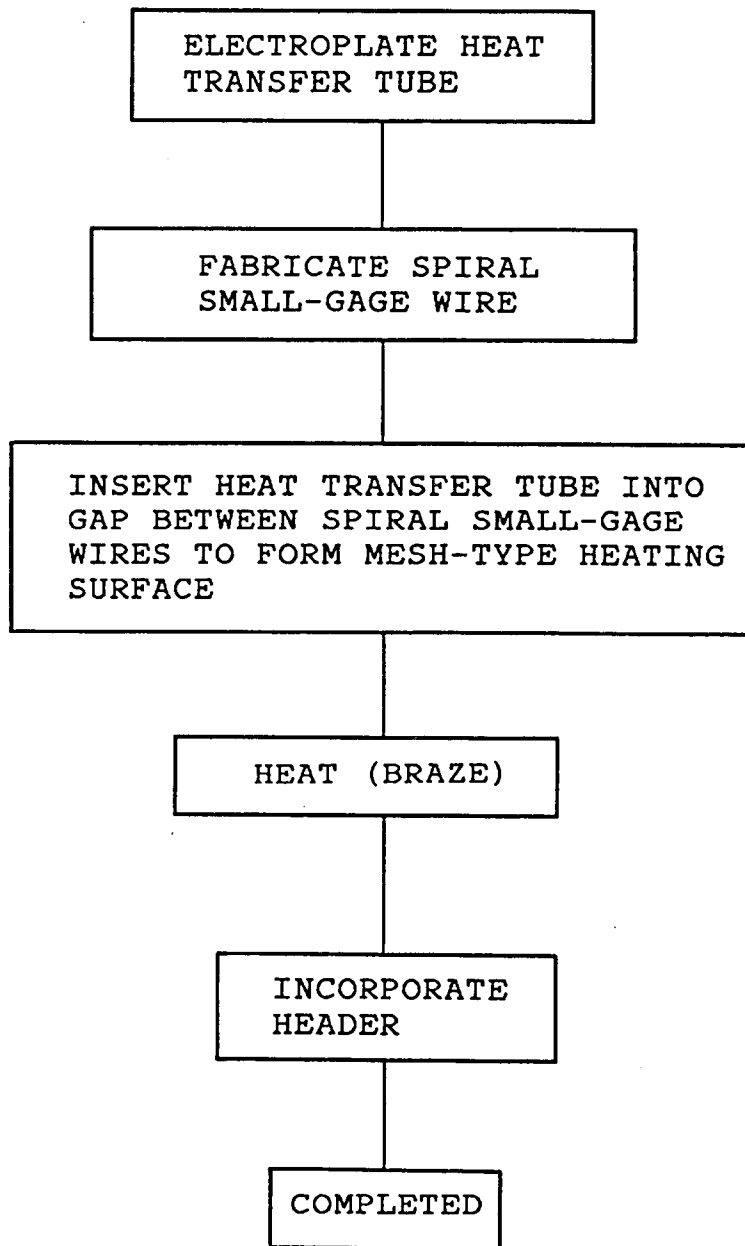 ELECTROPLATE HEAT
TRANSFER TUBE
FABRICATE SPIRAL
SMALL-GAGE WIRE
INSERT HEAT TRANSFER TUBE INTO
GAP BETWEEN SPIRAL SMALL-GAGE
WIRES TO FORM MESH-TYPE HEATING
SURFACE
HEAT (BRAZE)
INCORPORATE
HEADER
COMPLETED